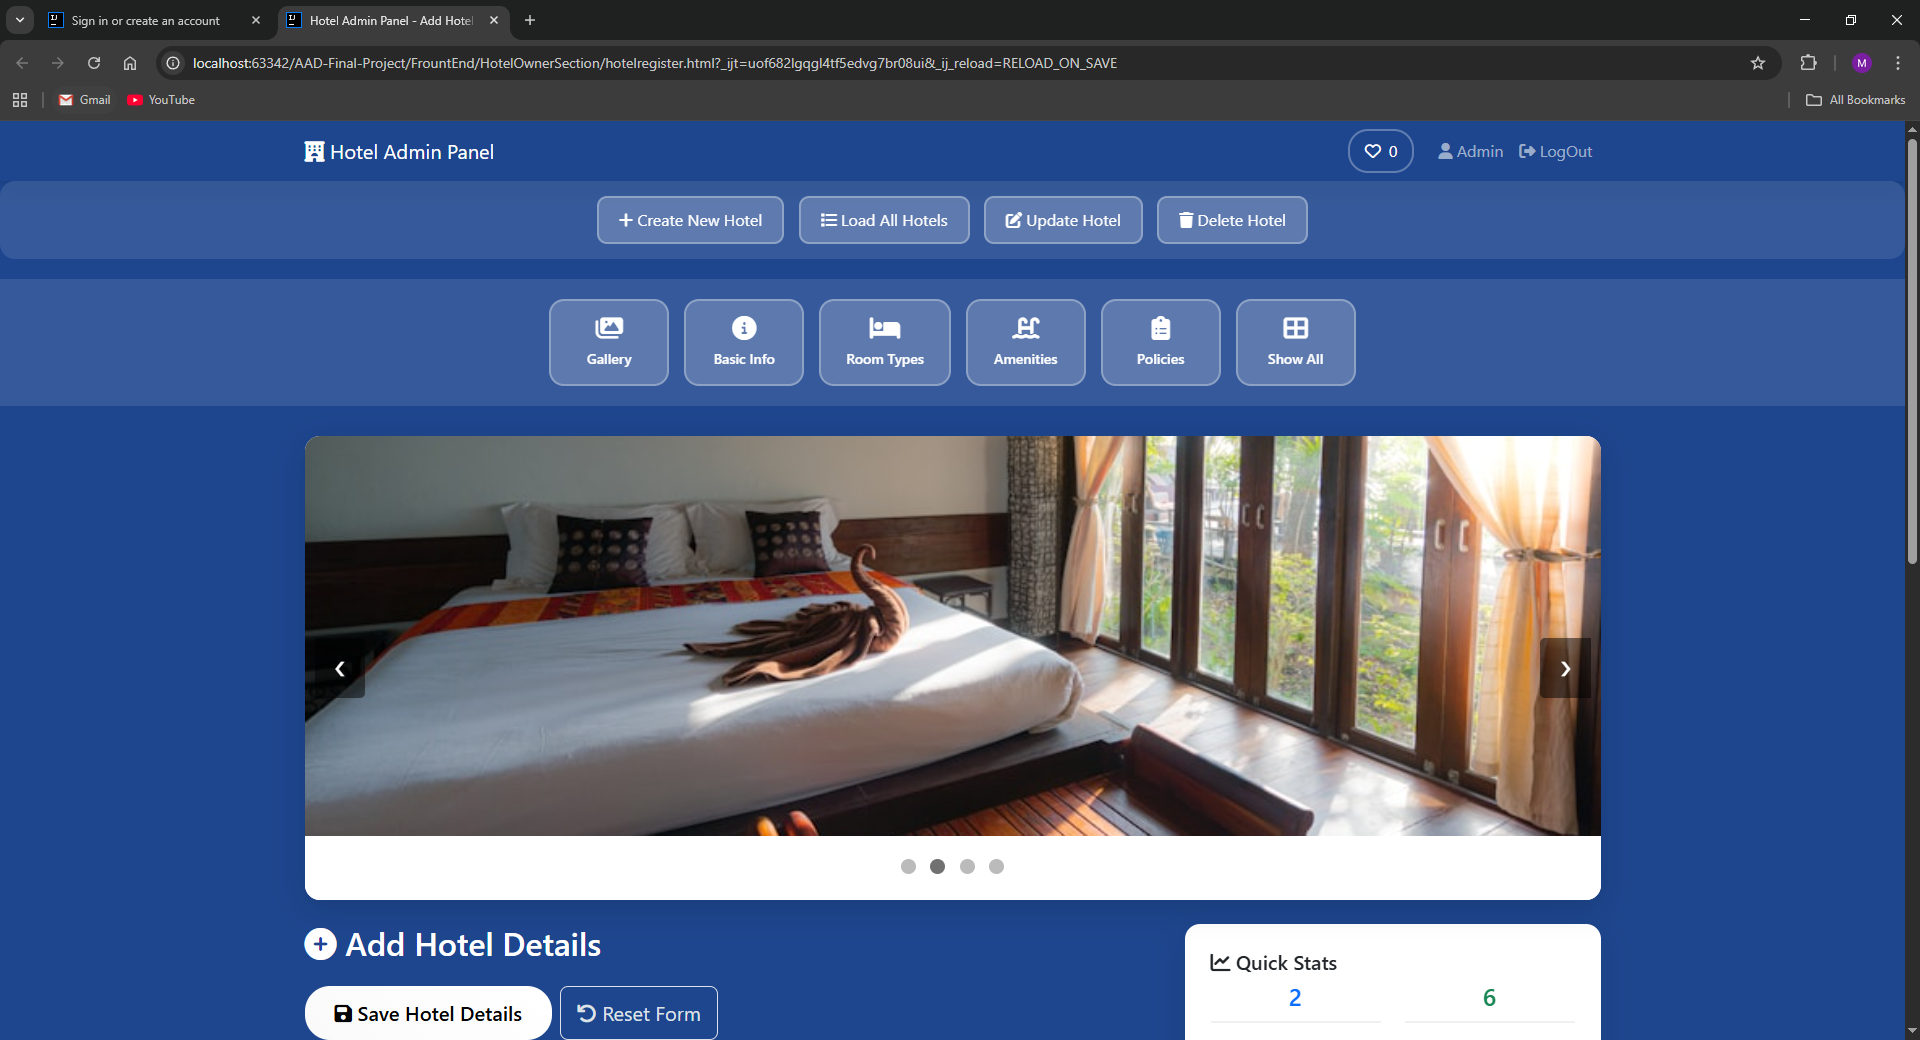 Sign in or create an account
Hotel Admin Panel - Add Hotel
localhost:63342/AAD-Final-Project/FrountEnd/HotelOwnerSection/hotelregister.html?_ijt=uof682lgqgl4tf5edvg7br08ui&_ij_reload=RELOAD_ON_SAVE
M
Gmail
YouTube
All Bookmarks
Hotel Admin Panel
0
Admin
LogOut
Create New Hotel
Load All Hotels
Update Hotel
Delete Hotel
Gallery
Basic Info
Room Types
Amenities
Policies
Show All
❮
❯
Add Hotel Details
Save Hotel Details
Reset Form
Quick Stats
2
6